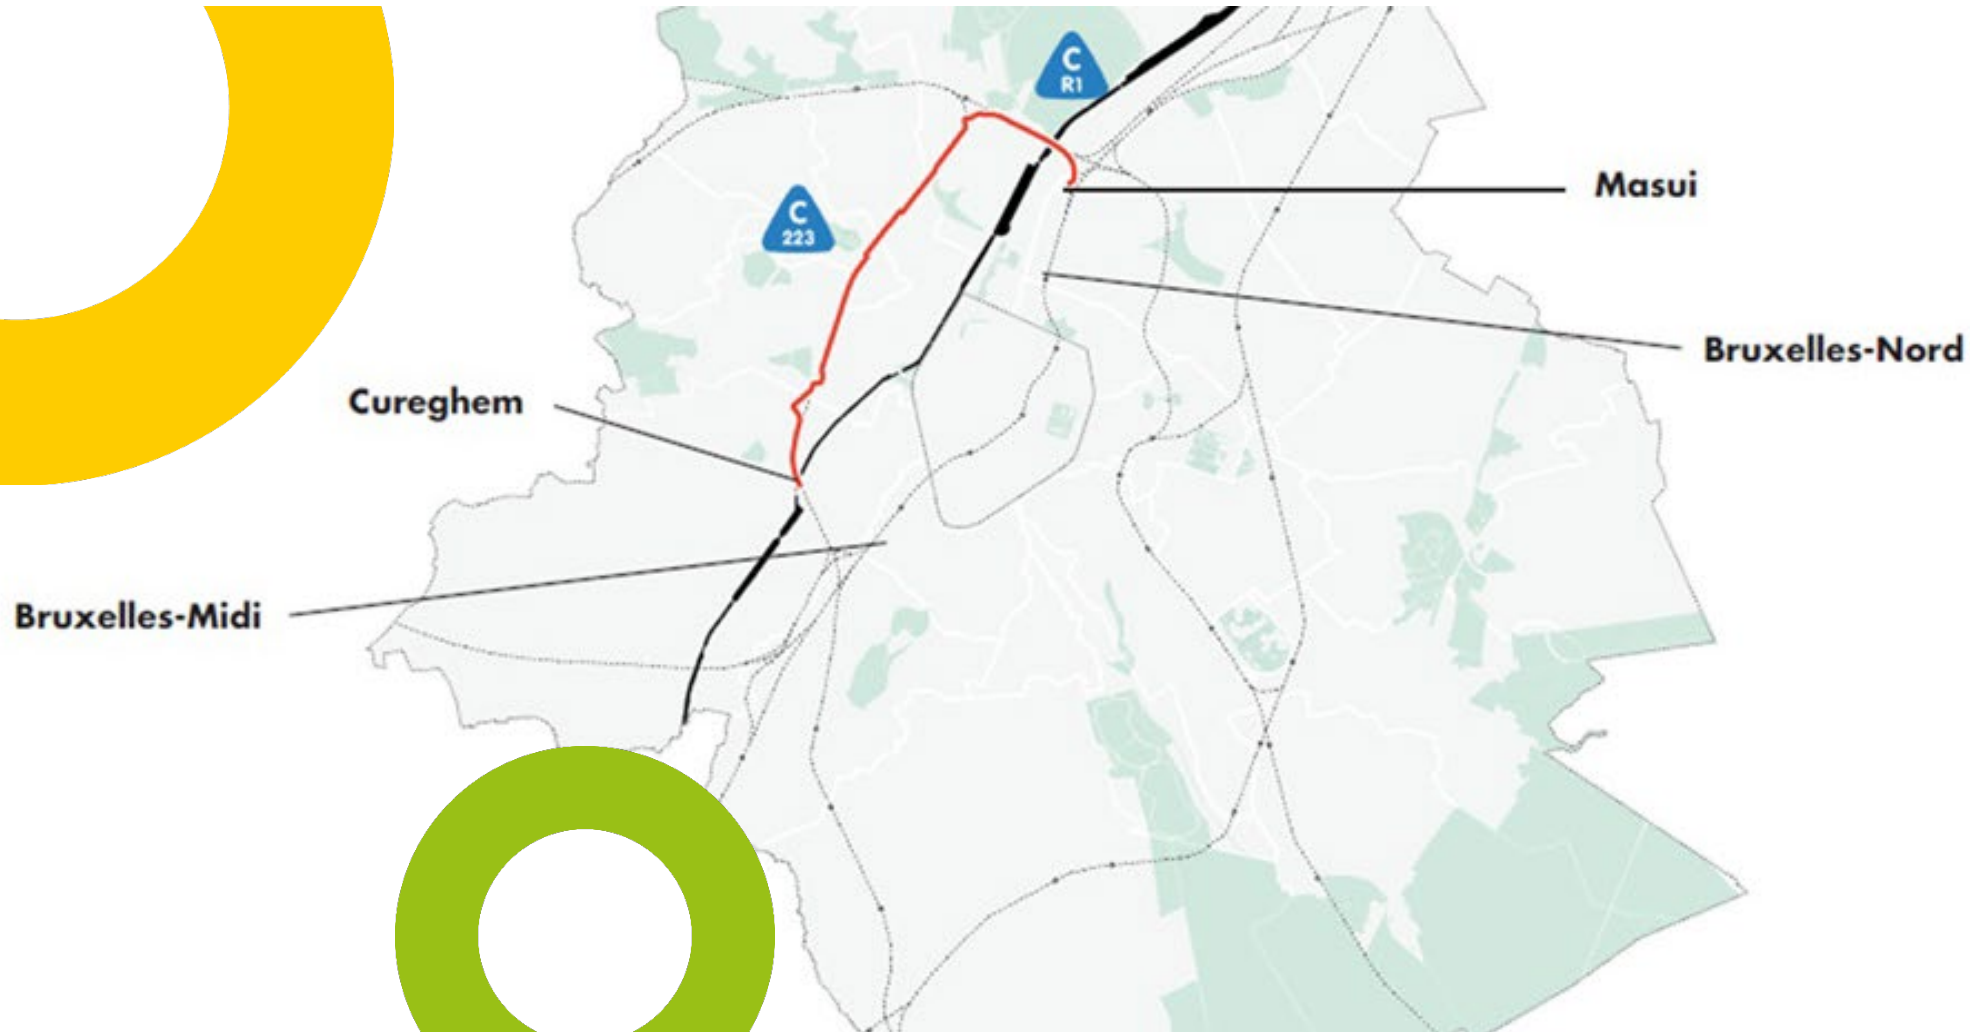 C
R1
Masui
C
223
Bruxelles-Nord
Cureghem
Bruxelles-Midi